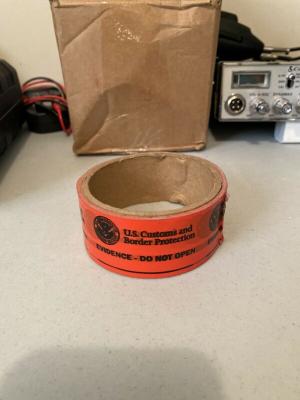 U.S. Customs and
Border Protection
EVIDENCE - DO NOT OPEN